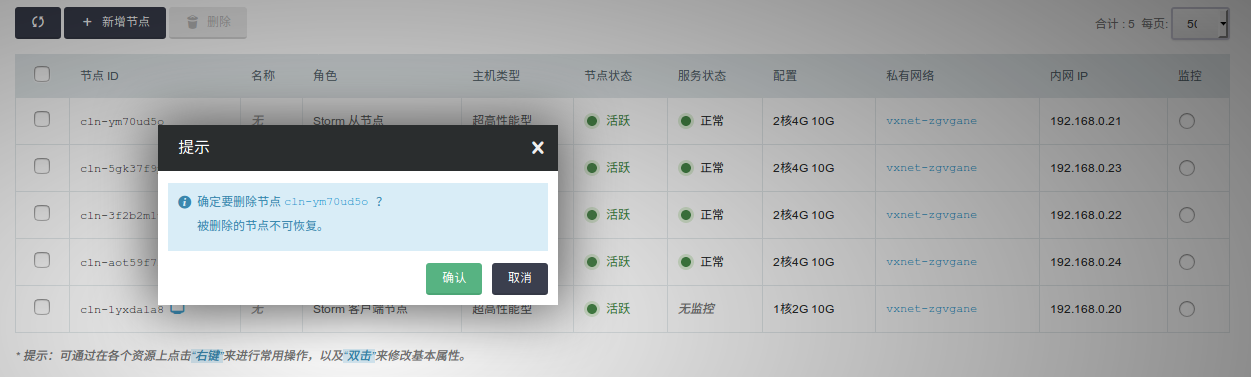 新增节点 删除 合计 : 5 每页: 50
节点 ID 名称 角色 主机类型 节点状态 服务状态 配置 私有网络 内网 IP 监控
cln-ym70ud5o 无 Storm 从节点 超高性能型 活跃 正常 2核4G 10G vxnet-zgvgane 192.168.0.21
cln-5gk37f9 活跃 正常 2核4G 10G vxnet-zgvgane 192.168.0.23
cln-3f2b2m1 活跃 正常 2核4G 10G vxnet-zgvgane 192.168.0.22
cln-aot59f7 活跃 正常 2核4G 10G vxnet-zgvgane 192.168.0.24
cln-1yxdala8 无 Storm 客户端节点 超高性能型 活跃 无监控 1核2G 10G vxnet-zgvgane 192.168.0.20
提示
确定要删除节点 cln-ym70ud5o ？
被删除的节点不可恢复。
确认 取消
* 提示：可通过在各个资源上点击"右键"来进行常用操作，以及"双击"来修改基本属性。